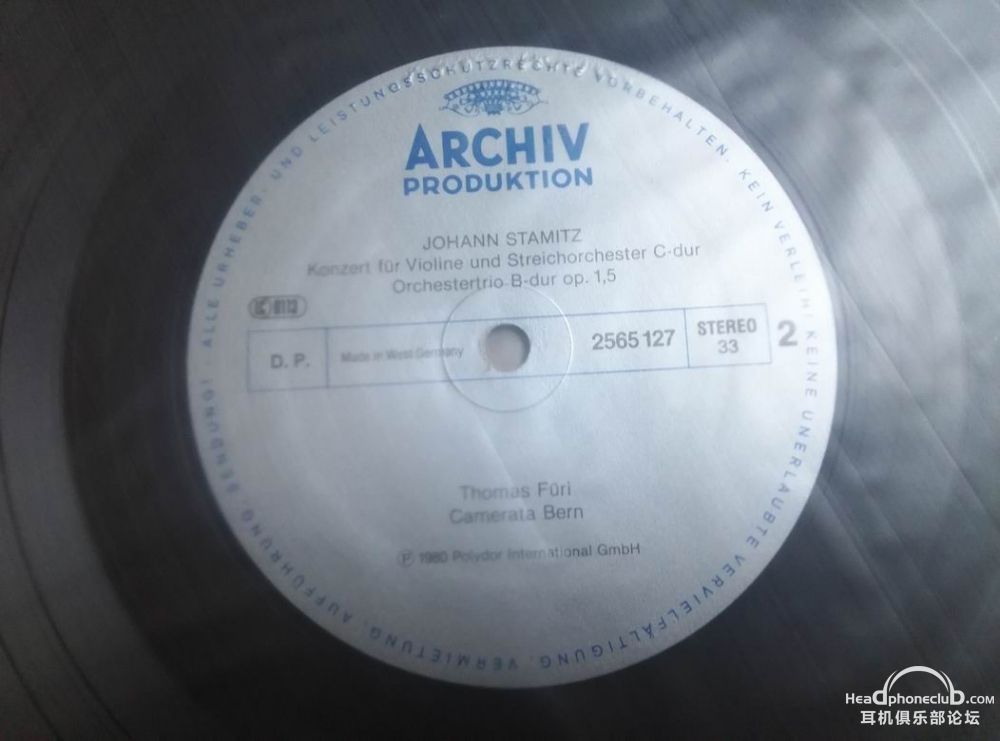 ALLE URHEBER- UND LEISTUNGSSCHUTZRECHTE VORBEHALTEN. KEIN VERLEIH! KEINE UNERLAUBTE VERVIELFÄLTIGUNG, VERMIETUNG, AUFFÜHRUNG, SENDUNG!
ARCHIV
PRODUKTION
JOHANN STAMITZ
Konzert für Violine und Streichorchester C-dur
Orchestertrio B-dur op. 1,5
D. P.
Made in West Germany
2565 127
STEREO
33
2
Thomas Füri
Camerata Bern
Ⓟ 1980 Polydor International GmbH
Headphoneclub.com
耳机俱乐部论坛